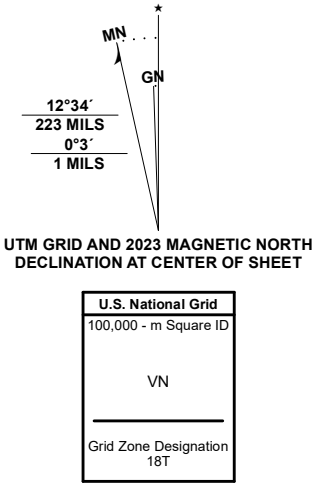 ★
MN
GN
12°34´
223 MILS
0°3´
1 MILS
UTM GRID AND 2023 MAGNETIC NORTH
DECLINATION AT CENTER OF SHEET
U.S. National Grid
100,000 - m Square ID
VN
Grid Zone Designation
18T